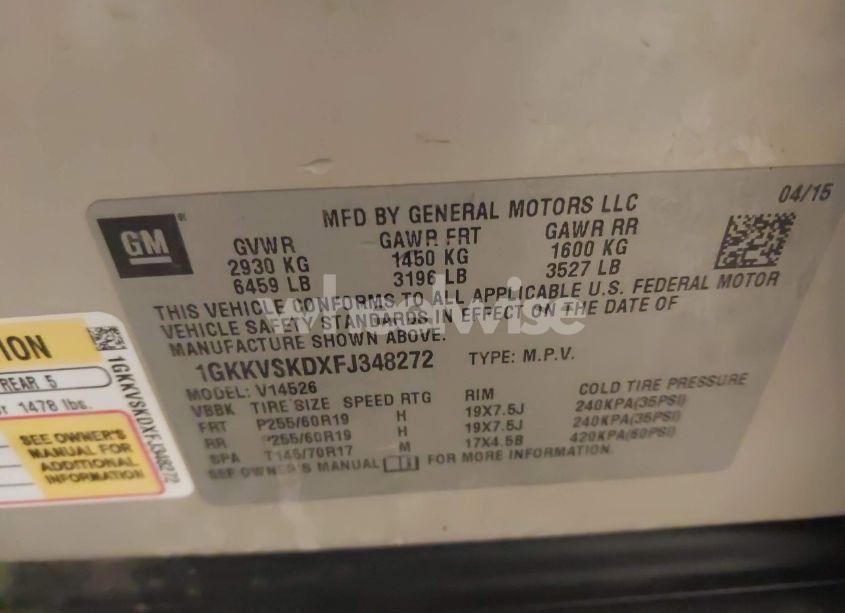 GM
MFD BY GENERAL MOTORS LLC
04/15
GVWR GAWR FRT GAWR RR
2930 KG 1450 KG 1600 KG
6459 LB 3196 LB 3527 LB
THIS VEHICLE CONFORMS TO ALL APPLICABLE U.S. FEDERAL MOTOR
VEHICLE SAFETY STANDARDS IN EFFECT ON THE DATE OF
MANUFACTURE SHOWN ABOVE.
1GKKVSKDXFJ348272 TYPE: M.P.V.
MODEL: V14526
VBBK TIRE SIZE SPEED RTG RIM COLD TIRE PRESSURE
FRT P255/60R19 H 19X7.5J 240KPA(35PSI)
RR P255/60R19 H 19X7.5J 240KPA(35PSI)
SPA T145/70R17 M 17X4.5B 420KPA(60PSI)
SEE OWNER'S MANUAL FOR MORE INFORMATION.
wheelwise
REAR 5
1478 lbs.
SEE OWNER'S
MANUAL FOR
ADDITIONAL
INFORMATION
1GKKVSKDXFJ348272